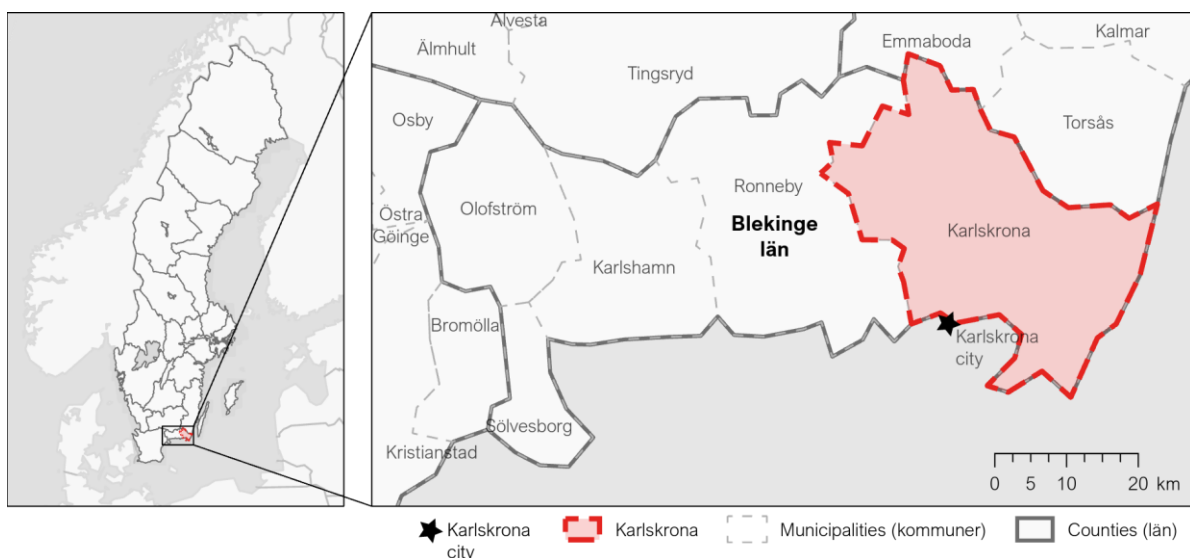 Alvesta
Älmhult
Emmaboda
Kalmar
Tingsryd
Osby
Torsås
Ronneby
Olofström
Östra
Göinge
Blekinge
län
Karlskrona
Karlshamn
Bromölla
Karlskrona
city
Sölvesborg
Kristianstad
0 5 10 20 km
Karlskrona
city
Karlskrona
Municipalities (kommuner)
Counties (län)